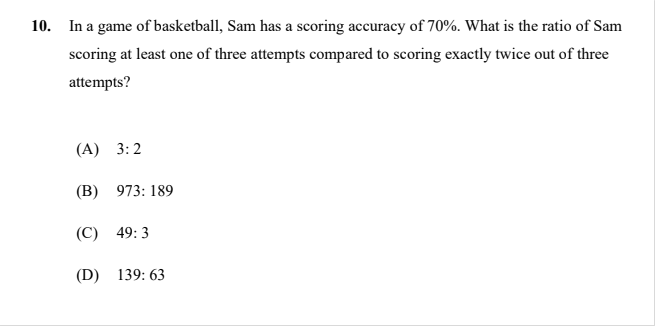 10. In a game of basketball, Sam has a scoring accuracy of 70%. What is the ratio of Sam
scoring at least one of three attempts compared to scoring exactly twice out of three
attempts?
(A) 3: 2
(B) 973: 189
(C) 49: 3
(D) 139: 63